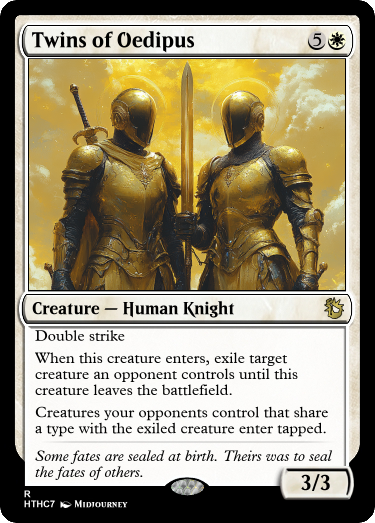 Twins of Oedipus 5
Creature — Human Knight
Double strike
When this creature enters, exile target
creature an opponent controls until this
creature leaves the battlefield.
Creatures your opponents control that share
a type with the exiled creature enter tapped.
Some fates are sealed at birth. Theirs was to seal
the fates of others.
3/3
R
HTHC7 Midjourney